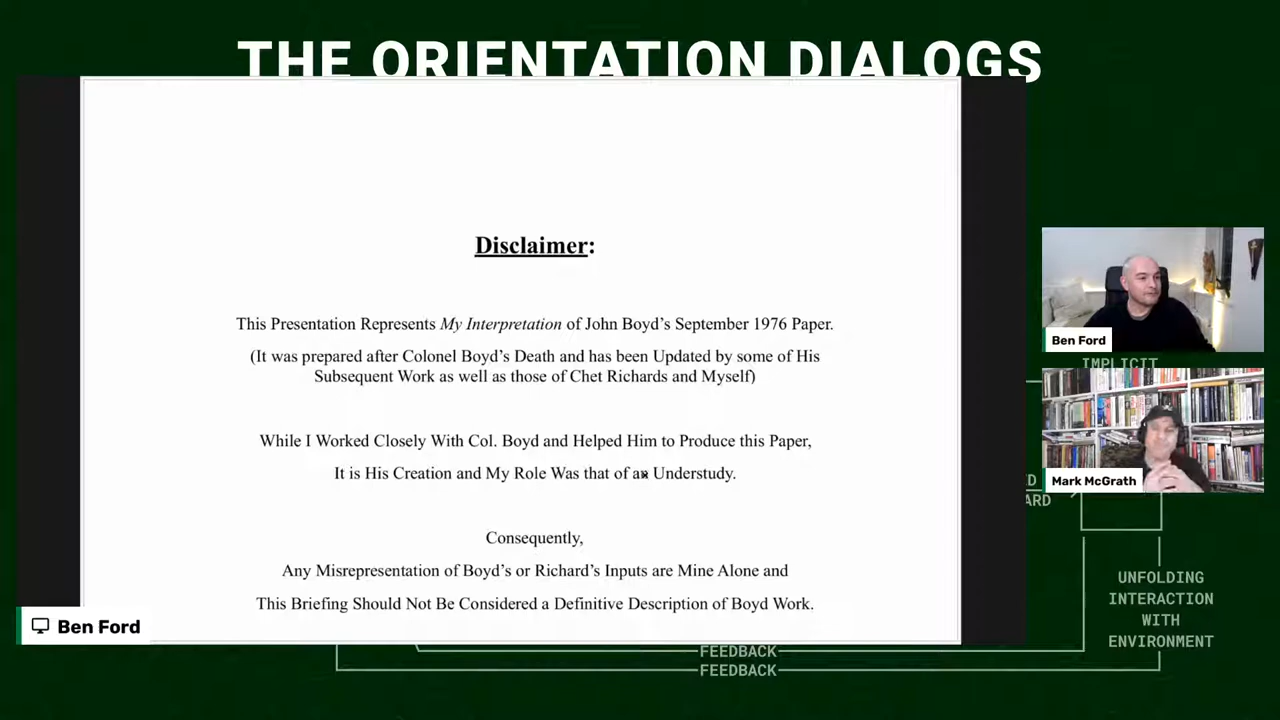 THE ORIENTATION DIALOGS
Disclaimer:
This Presentation Represents My Interpretation of John Boyd's September 1976 Paper.
(It was prepared after Colonel Boyd's Death and has been Updated by some of His
Subsequent Work as well as those of Chet Richards and Myself)
While I Worked Closely With Col. Boyd and Helped Him to Produce this Paper,
It is His Creation and My Role Was that of an Understudy.
Consequently,
Any Misrepresentation of Boyd's or Richard's Inputs are Mine Alone and
This Briefing Should Not Be Considered a Definitive Description of Boyd Work.
Ben Ford
Ben Ford
IMPLICIT
Mark McGrath
UNFOLDING
INTERACTION
WITH
ENVIRONMENT
FEEDBACK
FEEDBACK